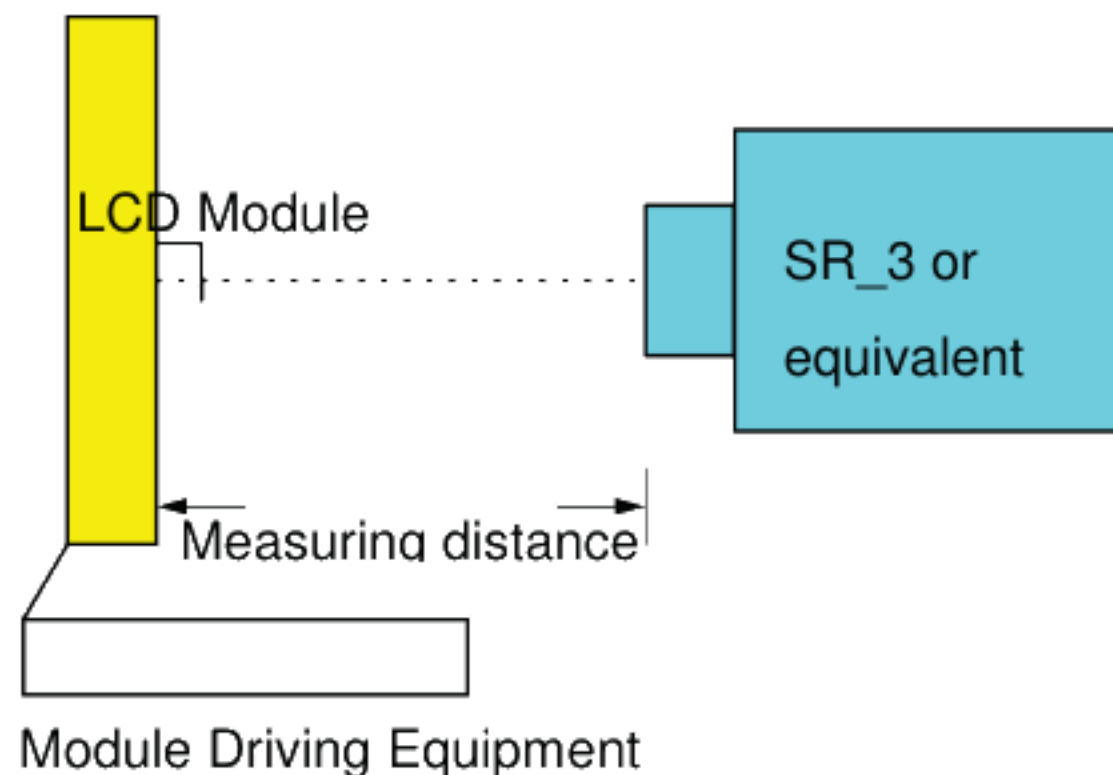 LCD Module
SR_3 or
equivalent
Measuring distance
Module Driving Equipment